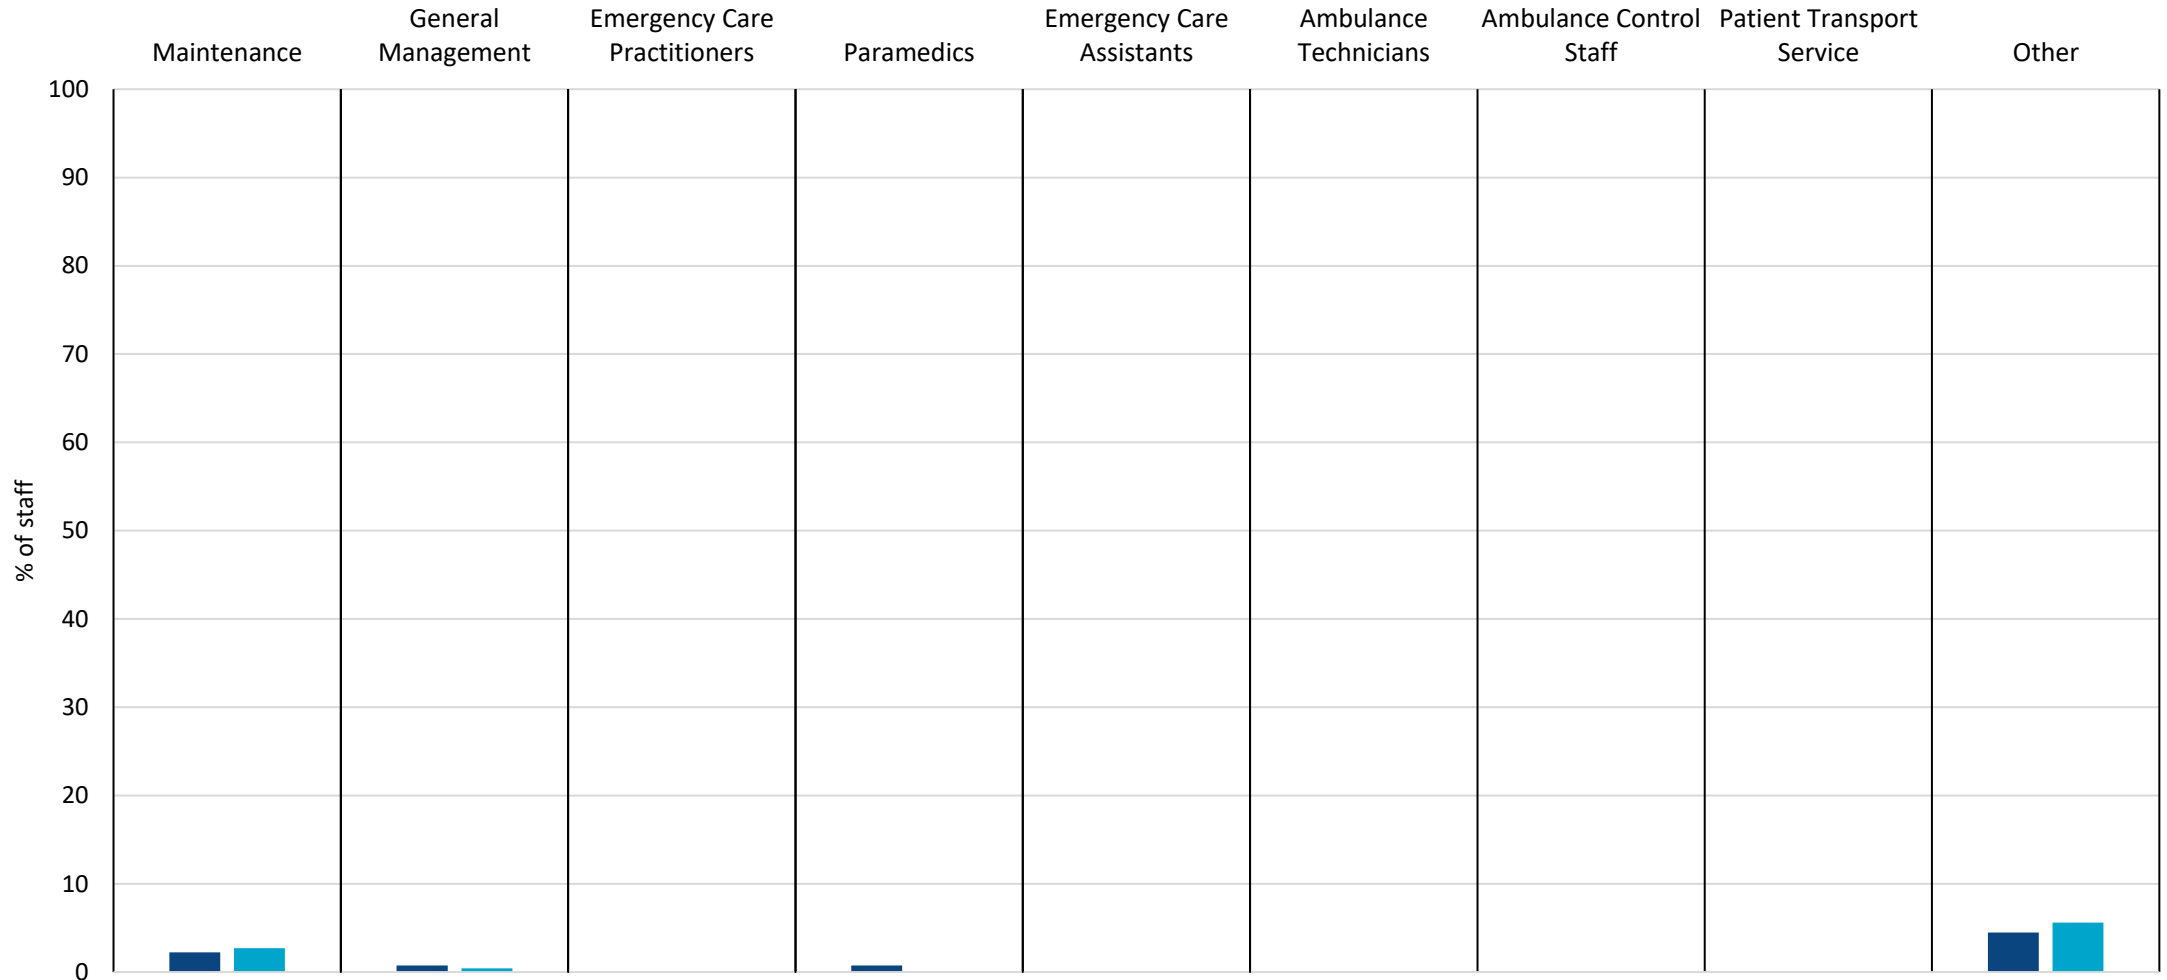 Maintenance
General
Management
Emergency Care
Practitioners
Paramedics
Emergency Care
Assistants
Ambulance
Technicians
Ambulance Control
Staff
Patient Transport
Service
Other
% of staff
100
90
80
70
60
50
40
30
20
10
0